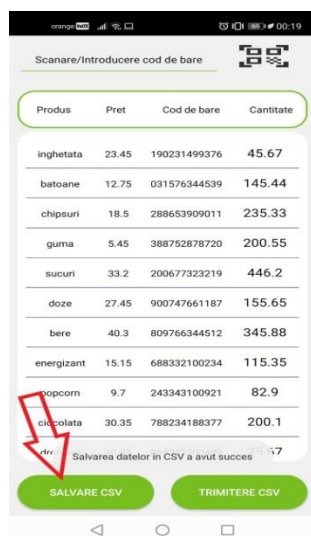 orange 00:19
Scanare/Introducere cod de bare
Produs Pret Cod de bare Cantitate
inghetata 23.45 190231499376 45.67
batoane 12.75 031576344539 145.44
chipsuri 18.5 288653909011 235.33
guma 5.45 388752878720 200.55
sucuri 33.2 200677323219 446.2
doze 27.45 900747661187 155.65
bere 40.3 809766344512 345.88
energizant 15.15 688332100234 115.35
popcorn 9.7 243343100921 82.9
ciocolata 30.35 788234188377 200.1
Salvarea datelor in CSV a avut succes
SALVARE CSV TRIMITERE CSV